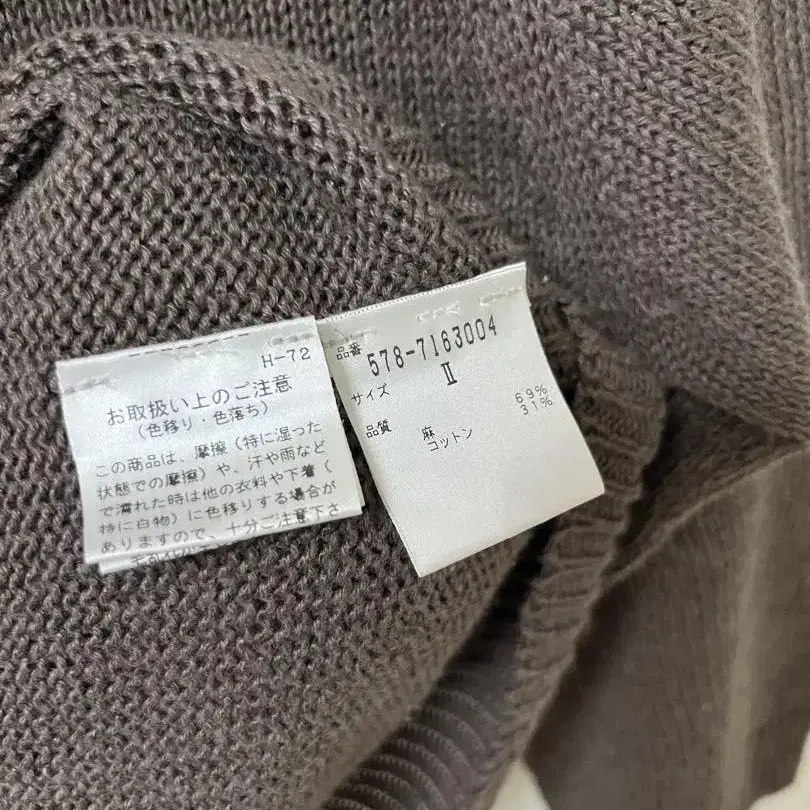 H-72
お取扱い上のご注意
（色移り・色落ち）
この商品は、摩擦（特に湿った
状態での摩擦）や、汗や雨など
で濡れた時は他の衣料や下着（
特に白物）に色移りする場合が
ありますので、十分ご注意下さ
品番 578-7163004
サイズ II
品質 麻 69%
コットン 31%